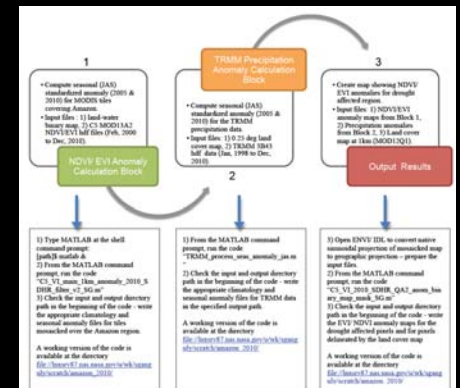 1
• Compute seasonal (JAS)
standardized anomaly (2005 &
2010) for MODIS tiles
covering Amazon.
• Input files : 1) land-water
binary map, 2) C5 MOD13A2
NDVI/EVI hdf files (Feb, 2000
to Dec, 2010).
NDVI/ EVI Anomaly
Calculation Block
TRMM Precipitation
Anomaly Calculation
Block
• Compute seasonal (JAS)
standardized anomaly (2005 &
2010) for the TRMM
precipitation data.
• Input files: 1) 0.25 deg land
cover map, 2) TRMM 3B43
hdf data (Jan, 1998 to Dec,
2010).
2
3
• Create map showing NDVI/
EVI anomalies for drought
affected region.
• Input files: 1) NDVI/EVI
anomaly maps from Block 1,
2) Precipitation anomalies
from Block 2, 3) Land cover
map at 1km (MOD12Q1).
Output Results
1) Type MATLAB at the shell
command prompt:
[path]$ matlab &
2) From the MATLAB command
prompt, run the code
3) Check the input and output directory
path in the beginning of the code - write
the appropriate climatology and
seasonal anomaly files for tiles
mosaicked over the Amazon region.
A working version of the code is
available at the directory
1) From the MATLAB command
prompt, run the code
"TRMM_process_seas_anomaly_jas.m
"
2) Check the input and output directory
path in the beginning of the code - write
the appropriate climatology and
seasonal anomaly files for TRMM data
in the specified output path.
A working version of the code is
available at the directory
3) Open ENVI/ IDL to convert native
sinusoidal projection of mosaicked map
to geographic projection – prepare the
input files.
2) From the MATLAB command
prompt, run the code
3) Check the input and output directory
path in the beginning of the code - write
the EVI/ NDVI anomaly maps for the
drought affected pixels and for pixels
delineated by the land cover map
A working version of the code is
available at the directory